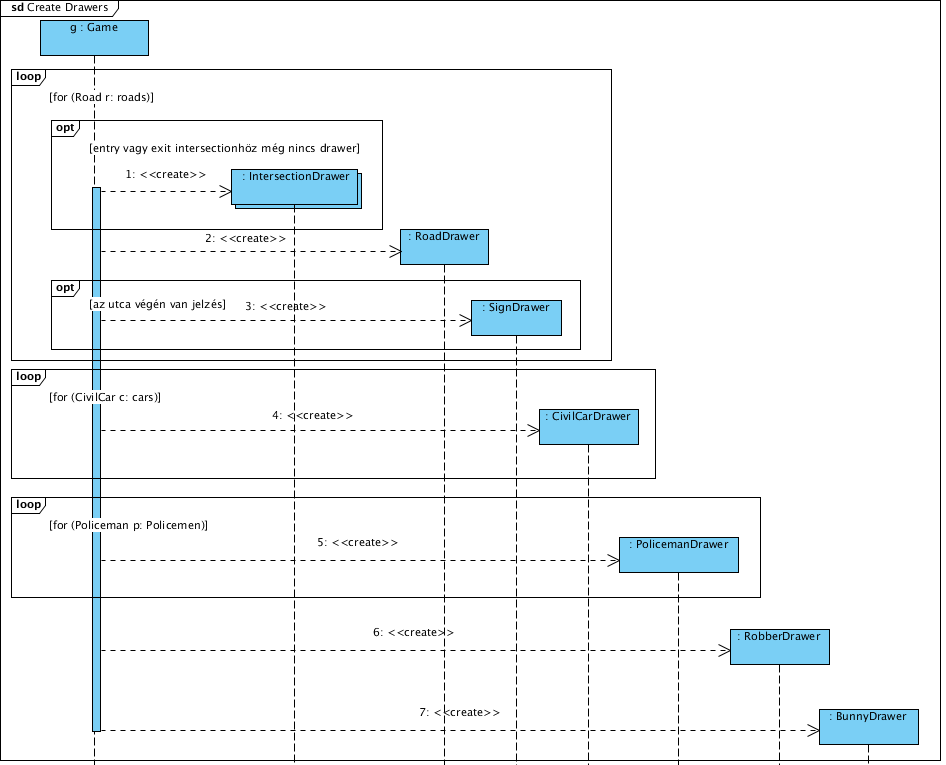 sd Create Drawers
g : Game
loop
[for (Road r: roads)]
opt
[entry vagy exit intersectionhöz még nincs drawer]
1: <<create>>
: IntersectionDrawer
2: <<create>>
: RoadDrawer
opt
[az utca végén van jelzés]
3: <<create>>
: SignDrawer
loop
[for (CivilCar c: cars)]
4: <<create>>
: CivilCarDrawer
loop
[for (Policeman p: Policemen)]
5: <<create>>
: PolicemanDrawer
6: <<create>>
: RobberDrawer
7: <<create>>
: BunnyDrawer